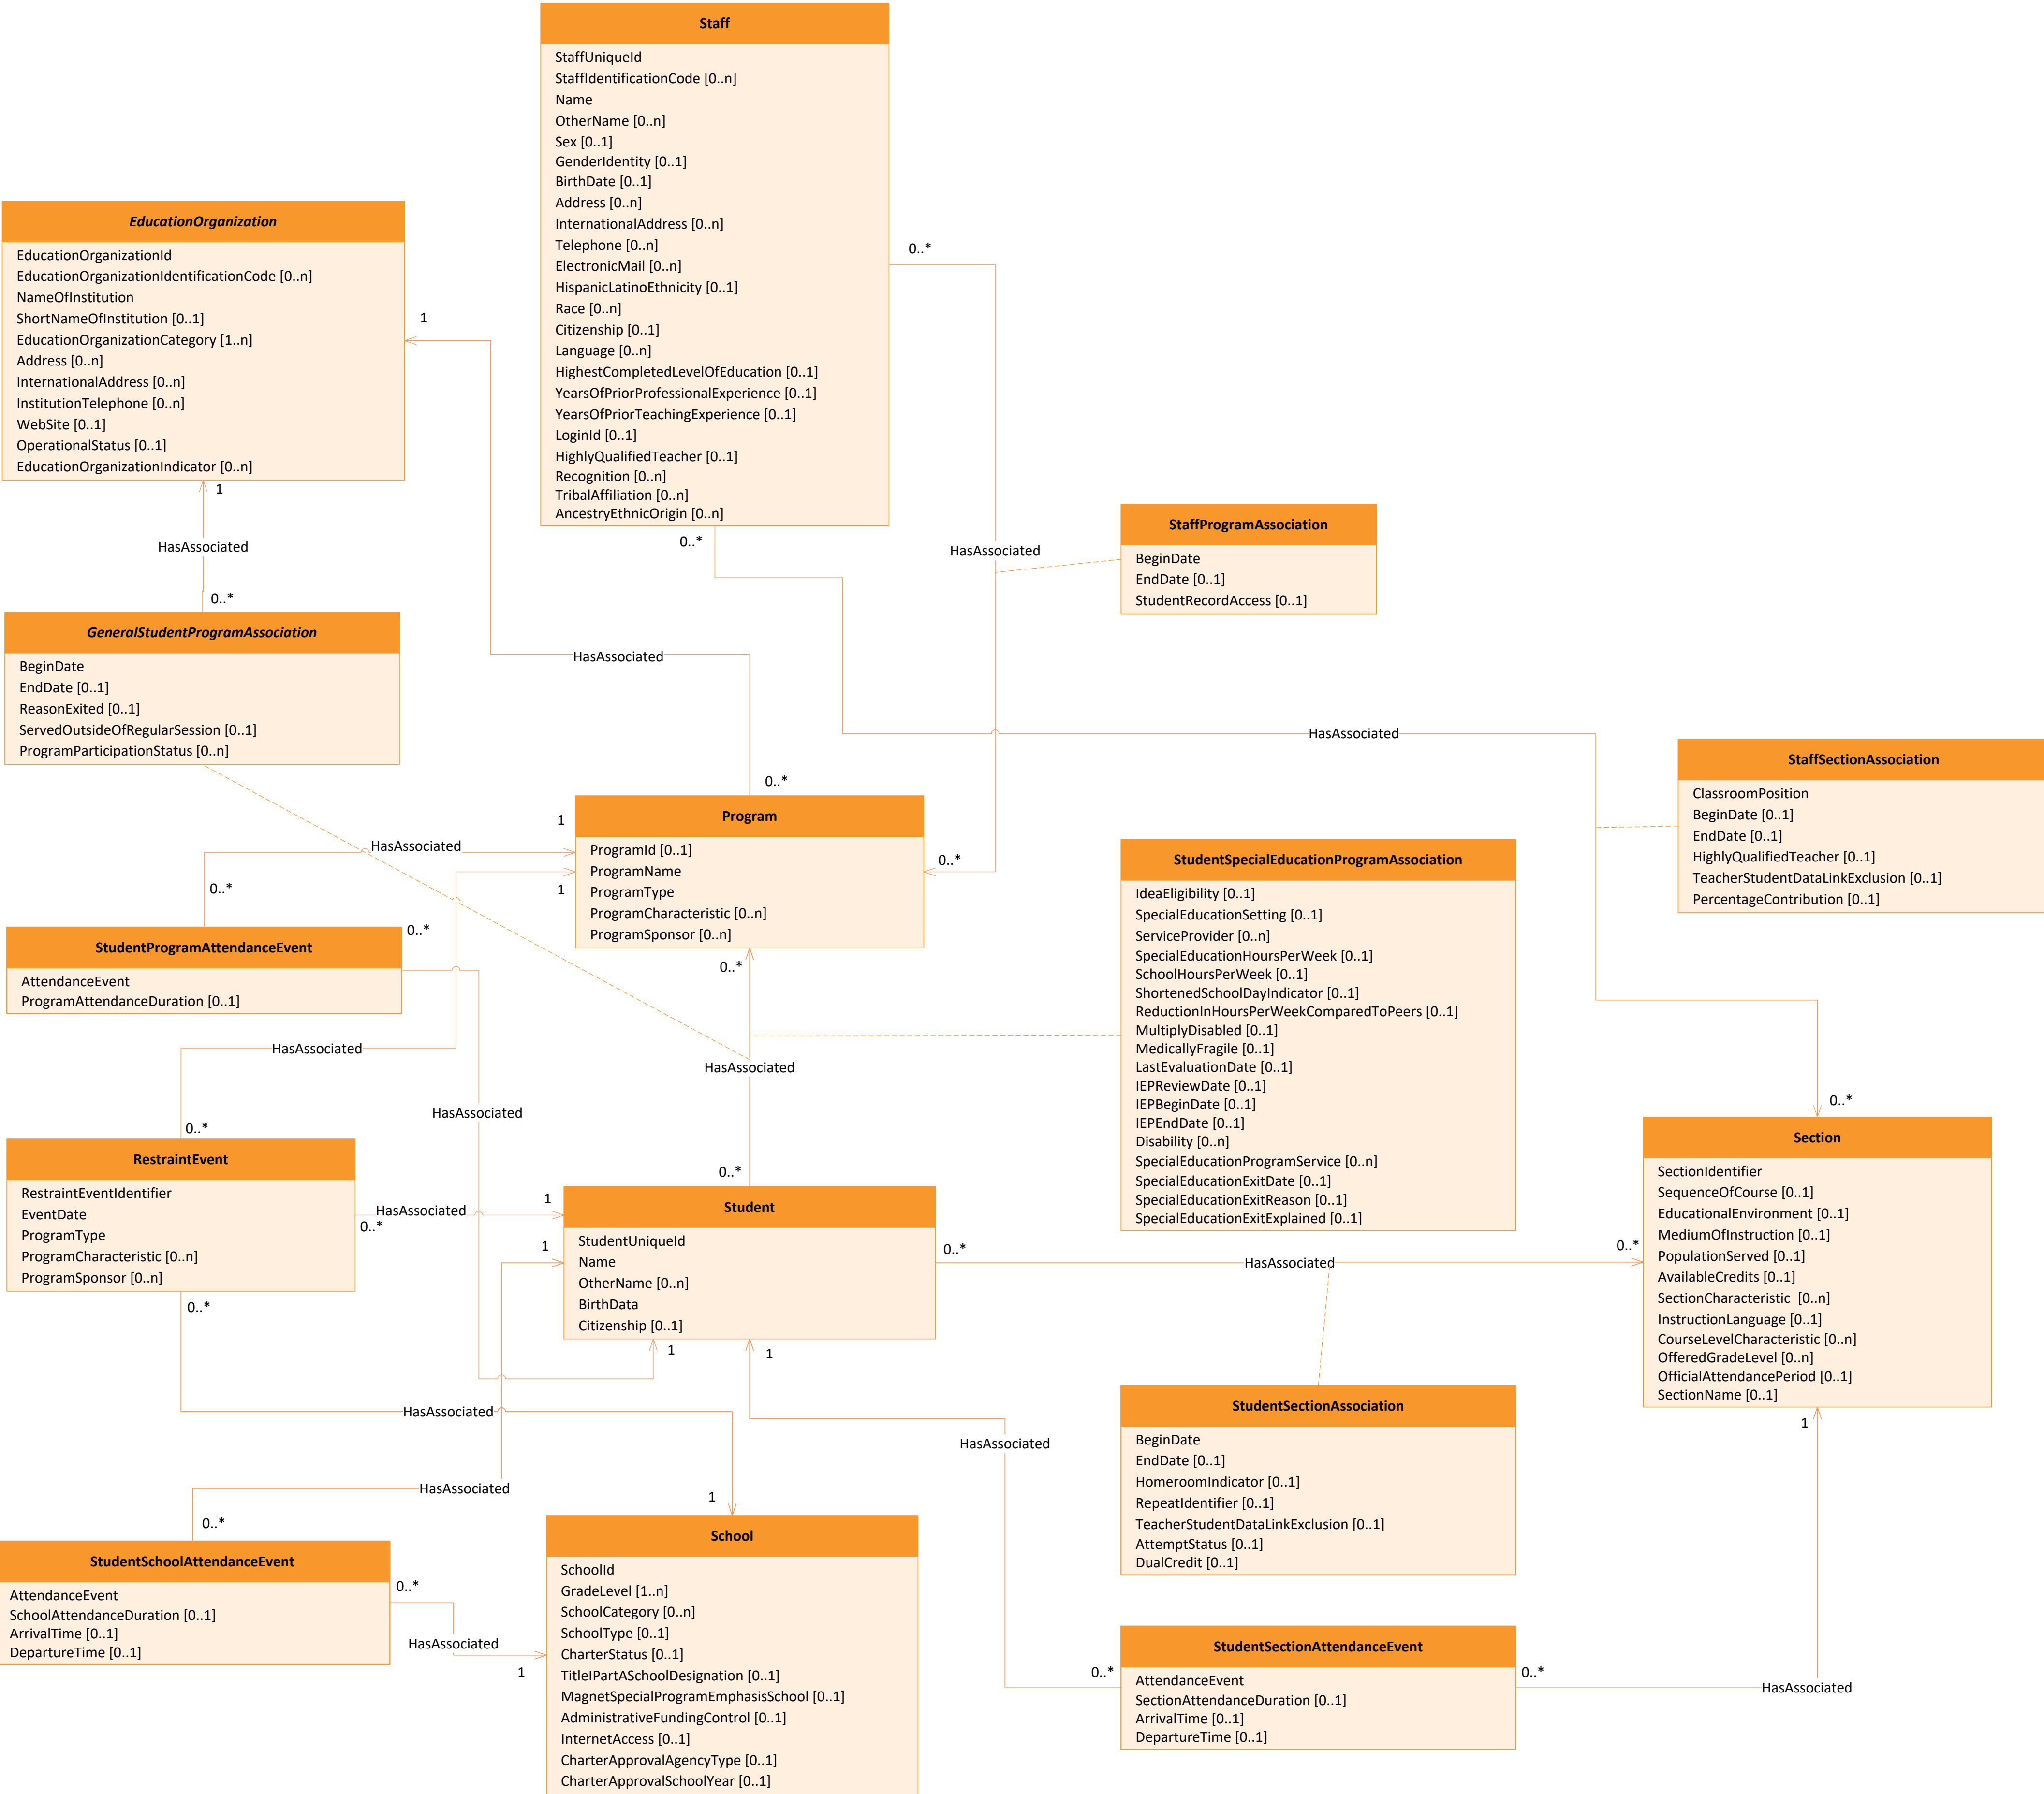 Staff
StaffUniqueId
StaffIdentificationCode [0..n]
Name
OtherName [0..n]
Sex [0..1]
GenderIdentity [0..1]
BirthDate [0..1]
Address [0..n]
InternationalAddress [0..n]
Telephone [0..n]
ElectronicMail [0..n]
HispanicLatinoEthnicity [0..1]
Race [0..n]
Citizenship [0..1]
Language [0..n]
HighestCompletedLevelOfEducation [0..1]
YearsOfPriorProfessionalExperience [0..1]
YearsOfPriorTeachingExperience [0..1]
LoginId [0..1]
HighlyQualifiedTeacher [0..1]
Recognition [0..n]
TribalAffiliation [0..n]
AncestryEthnicOrigin [0..n]
0..*
0..*
EducationOrganization
EducationOrganizationId
EducationOrganizationIdentificationCode [0..n]
NameOfInstitution
ShortNameOfInstitution [0..1]
EducationOrganizationCategory [1..n]
Address [0..n]
InternationalAddress [0..n]
InstitutionTelephone [0..n]
WebSite [0..1]
OperationalStatus [0..1]
EducationOrganizationIndicator [0..n]
1
1
HasAssociated
0..*
HasAssociated
StaffProgramAssociation
BeginDate
EndDate [0..1]
StudentRecordAccess [0..1]
GeneralStudentProgramAssociation
BeginDate
EndDate [0..1]
ReasonExited [0..1]
ServedOutsideOfRegularSession [0..1]
ProgramParticipationStatus [0..n]
HasAssociated
HasAssociated
StaffSectionAssociation
ClassroomPosition
BeginDate [0..1]
EndDate [0..1]
HighlyQualifiedTeacher [0..1]
TeacherStudentDataLinkExclusion [0..1]
PercentageContribution [0..1]
0..*
1
HasAssociated
0..*
1
Program
ProgramId [0..1]
ProgramName
ProgramType
ProgramCharacteristic [0..n]
ProgramSponsor [0..n]
0..*
0..*
StudentProgramAttendanceEvent
AttendanceEvent
ProgramAttendanceDuration [0..1]
0..*
HasAssociated
HasAssociated
HasAssociated
StudentSpecialEducationProgramAssociation
IdeaEligibility [0..1]
SpecialEducationSetting [0..1]
ServiceProvider [0..n]
SpecialEducationHoursPerWeek [0..1]
SchoolHoursPerWeek [0..1]
ShortenedSchoolDayIndicator [0..1]
ReductionInHoursPerWeekComparedToPeers [0..1]
MultiplyDisabled [0..1]
MedicallyFragile [0..1]
LastEvaluationDate [0..1]
IEPReviewDate [0..1]
IEPBeginDate [0..1]
IEPEndDate [0..1]
Disability [0..n]
SpecialEducationProgramService [0..n]
SpecialEducationExitDate [0..1]
SpecialEducationExitReason [0..1]
SpecialEducationExitExplained [0..1]
0..*
RestraintEvent
RestraintEventIdentifier
EventDate
ProgramType
ProgramCharacteristic [0..n]
ProgramSponsor [0..n]
0..*
0..*
HasAssociated
1
1
0..*
Student
StudentUniqueId
Name
OtherName [0..n]
BirthData
Citizenship [0..1]
1
1
0..*
HasAssociated
0..*
0..*
Section
SectionIdentifier
SequenceOfCourse [0..1]
EducationalEnvironment [0..1]
MediumOfInstruction [0..1]
PopulationServed [0..1]
AvailableCredits [0..1]
SectionCharacteristic  [0..n]
InstructionLanguage [0..1]
CourseLevelCharacteristic [0..n]
OfferedGradeLevel [0..n]
OfficialAttendancePeriod [0..1]
SectionName [0..1]
1
HasAssociated
HasAssociated
HasAssociated
StudentSectionAssociation
BeginDate
EndDate [0..1]
HomeroomIndicator [0..1]
RepeatIdentifier [0..1]
TeacherStudentDataLinkExclusion [0..1]
AttemptStatus [0..1]
DualCredit [0..1]
0..*
StudentSchoolAttendanceEvent
AttendanceEvent
SchoolAttendanceDuration [0..1]
ArrivalTime [0..1]
DepartureTime [0..1]
0..*
HasAssociated
1
1
School
SchoolId
GradeLevel [1..n]
SchoolCategory [0..n]
SchoolType [0..1]
CharterStatus [0..1]
TitleIPartASchoolDesignation [0..1]
MagnetSpecialProgramEmphasisSchool [0..1]
AdministrativeFundingControl [0..1]
InternetAccess [0..1]
CharterApprovalAgencyType [0..1]
CharterApprovalSchoolYear [0..1]
0..*
StudentSectionAttendanceEvent
AttendanceEvent
SectionAttendanceDuration [0..1]
ArrivalTime [0..1]
DepartureTime [0..1]
0..*
HasAssociated